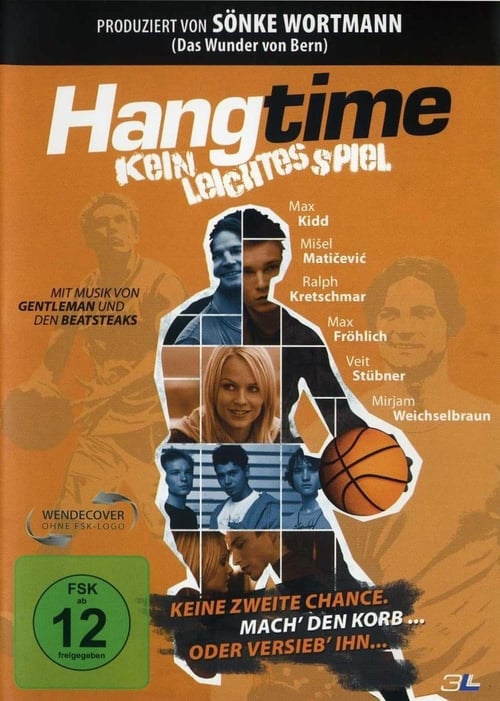 PRODUZIERT VON SÖNKE WORTMANN
(Das Wunder von Bern)
Hangtime
KEIN LEICHTES SPIEL
Max
Kidd
Mišel
Matičević
Ralph
Kretschmar
Max
Fröhlich
Veit
Stübner
Mirjam
Weichselbraun
MIT MUSIK VON
GENTLEMAN UND
DEN BEATSTEAKS
WENDECOVER
OHNE FSK-LOGO
FSK
ab
12
freigegeben
KEINE ZWEITE CHANCE.
MACH' DEN KORB ...
ODER VERSIEB' IHN...
3L